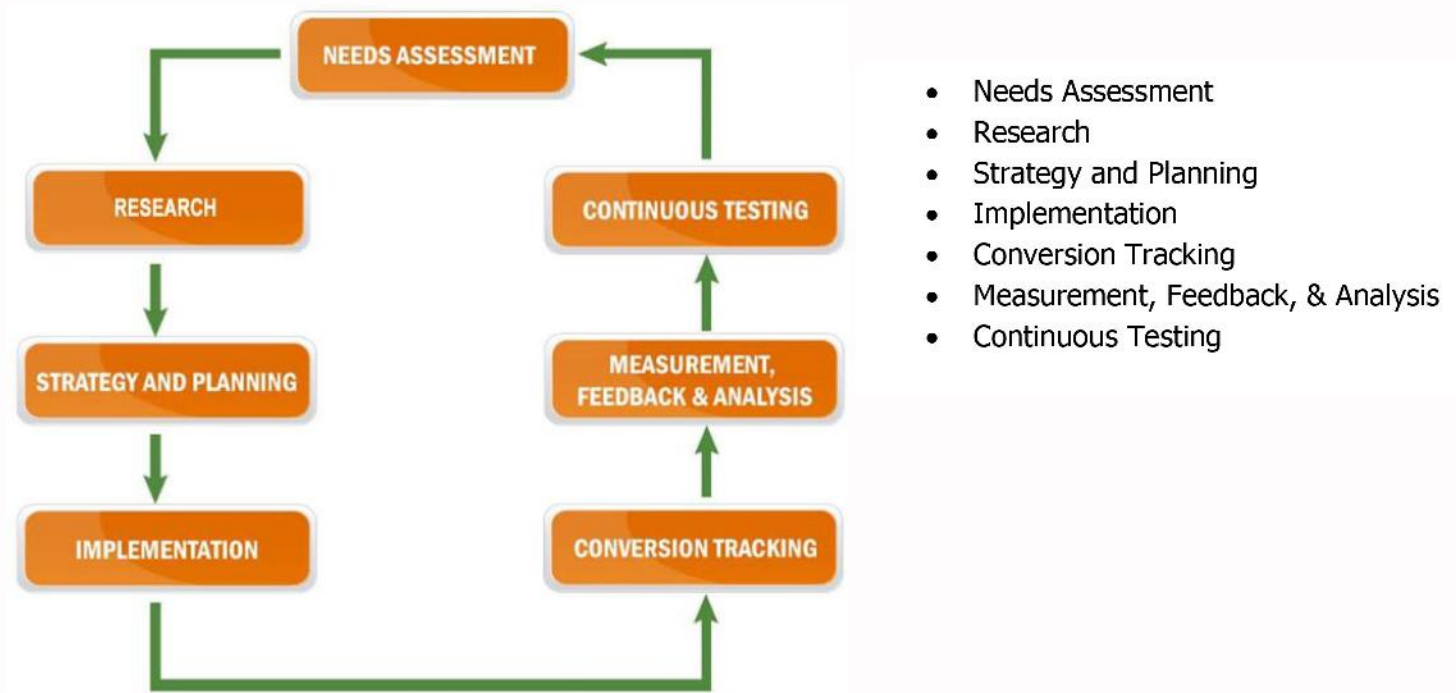 NEEDS ASSESSMENT
RESEARCH
STRATEGY AND PLANNING
IMPLEMENTATION
CONVERSION TRACKING
MEASUREMENT,
FEEDBACK & ANALYSIS
CONTINUOUS TESTING
• Needs Assessment
• Research
• Strategy and Planning
• Implementation
• Conversion Tracking
• Measurement, Feedback, & Analysis
• Continuous Testing